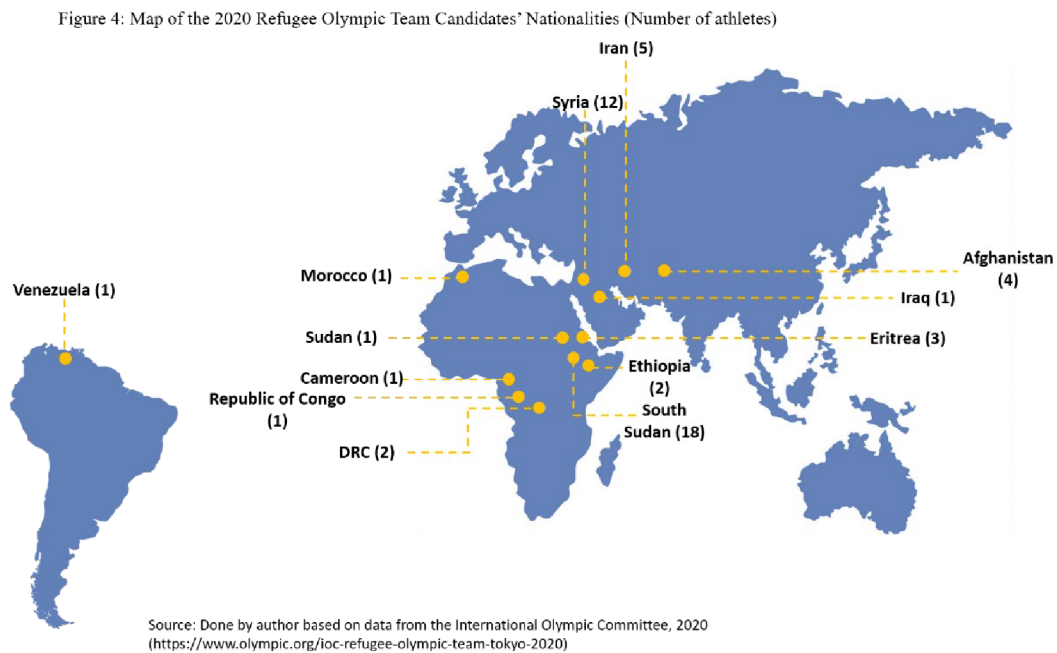 Figure 4: Map of the 2020 Refugee Olympic Team Candidates' Nationalities (Number of athletes)
Iran (5)
Syria (12)
Afghanistan
(4)
Morocco (1)
Venezuela (1)
Iraq (1)
Sudan (1)
Eritrea (3)
Ethiopia
(2)
Cameroon (1)
Republic of Congo
(1)
South
Sudan (18)
DRC (2)
Source: Done by author based on data from the International Olympic Committee, 2020
(https://www.olympic.org/ioc-refugee-olympic-team-tokyo-2020)